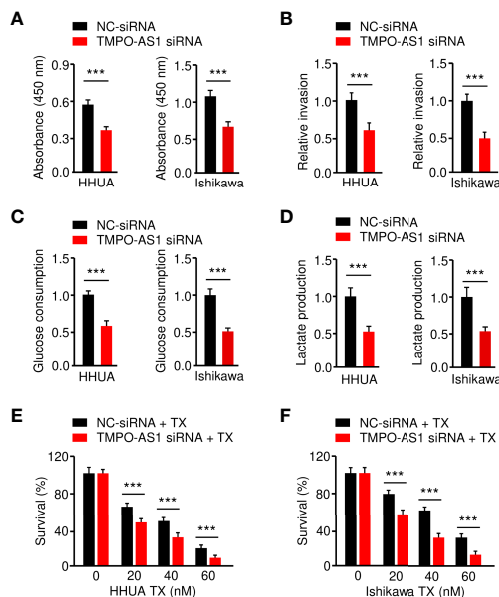 A
NC-siRNA
TMPO-AS1 siRNA
Absorbance (450 nm)
0.9
0.6
0.3
0.0
***
HHUA
Absorbance (450 nm)
1.5
1.0
0.5
0.0
***
Ishikawa
B
NC-siRNA
TMPO-AS1 siRNA
Relative invasion
1.5
1.0
0.5
0.0
***
HHUA
Relative invasion
1.5
1.0
0.5
0.0
***
Ishikawa
C
NC-siRNA
TMPO-AS1 siRNA
Glucose consumption
1.5
1.0
0.5
0.0
***
HHUA
Glucose consumption
1.5
1.0
0.5
0.0
***
Ishikawa
D
NC-siRNA
TMPO-AS1 siRNA
Lactate production
1.5
1.0
0.5
0.0
***
HHUA
Lactate production
1.5
1.0
0.5
0.0
***
Ishikawa
E
NC-siRNA + TX
TMPO-AS1 siRNA + TX
Survival (%)
120
80
40
0
***
***
***
0 20 40 60
HHUA TX (nM)
F
NC-siRNA + TX
TMPO-AS1 siRNA + TX
Survival (%)
120
80
40
0
***
***
***
0 20 40 60
Ishikawa TX (nM)